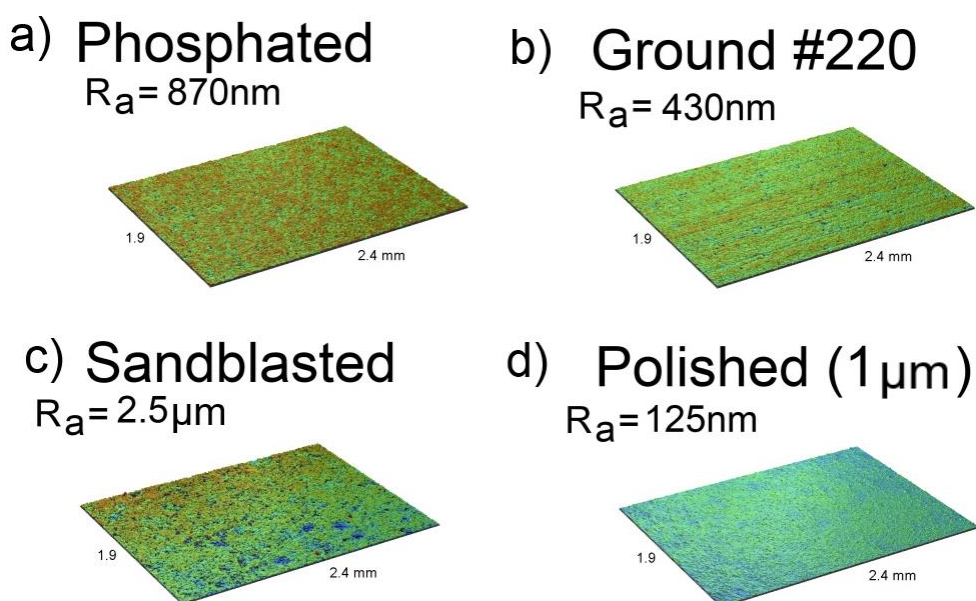 a) Phosphated
Ra= 870nm
1.9
2.4 mm
b) Ground #220
Ra= 430nm
1.9
2.4 mm
c) Sandblasted
Ra= 2.5µm
1.9
2.4 mm
d) Polished (1µm)
Ra= 125nm
1.9
2.4 mm